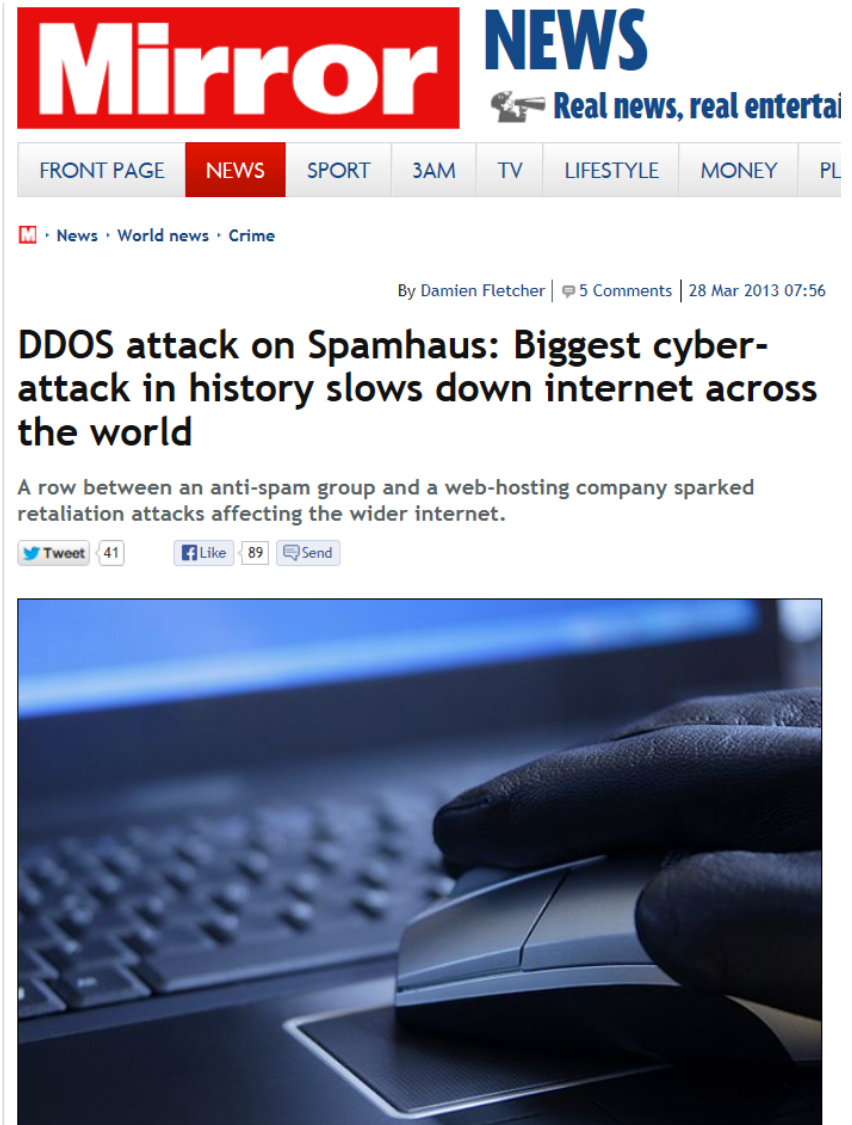 Mirror
NEWS
Real news, real entertai
FRONT PAGE NEWS SPORT 3AM TV LIFESTYLE MONEY PL
M News World news Crime
By Damien Fletcher | 5 Comments | 28 Mar 2013 07:56
DDOS attack on Spamhaus: Biggest cyber-
attack in history slows down internet across
the world
A row between an anti-spam group and a web-hosting company sparked
retaliation attacks affecting the wider internet.
Tweet 41 Like 89 Send